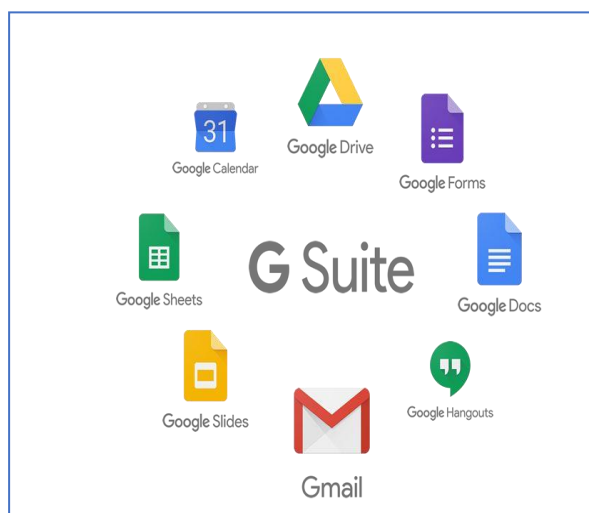 Google Drive
31
Google Calendar
Google Forms
G Suite
Google Sheets
Google Docs
Google Slides
Google Hangouts
Gmail